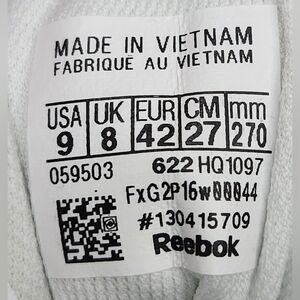 MADE IN VIETNAM
FABRIQUÉ AU VIETNAM
USA UK EUR CM mm
9 8 42 27 270
059503 622 HQ1097
FxG2P16w00044
#130415709
Reebok